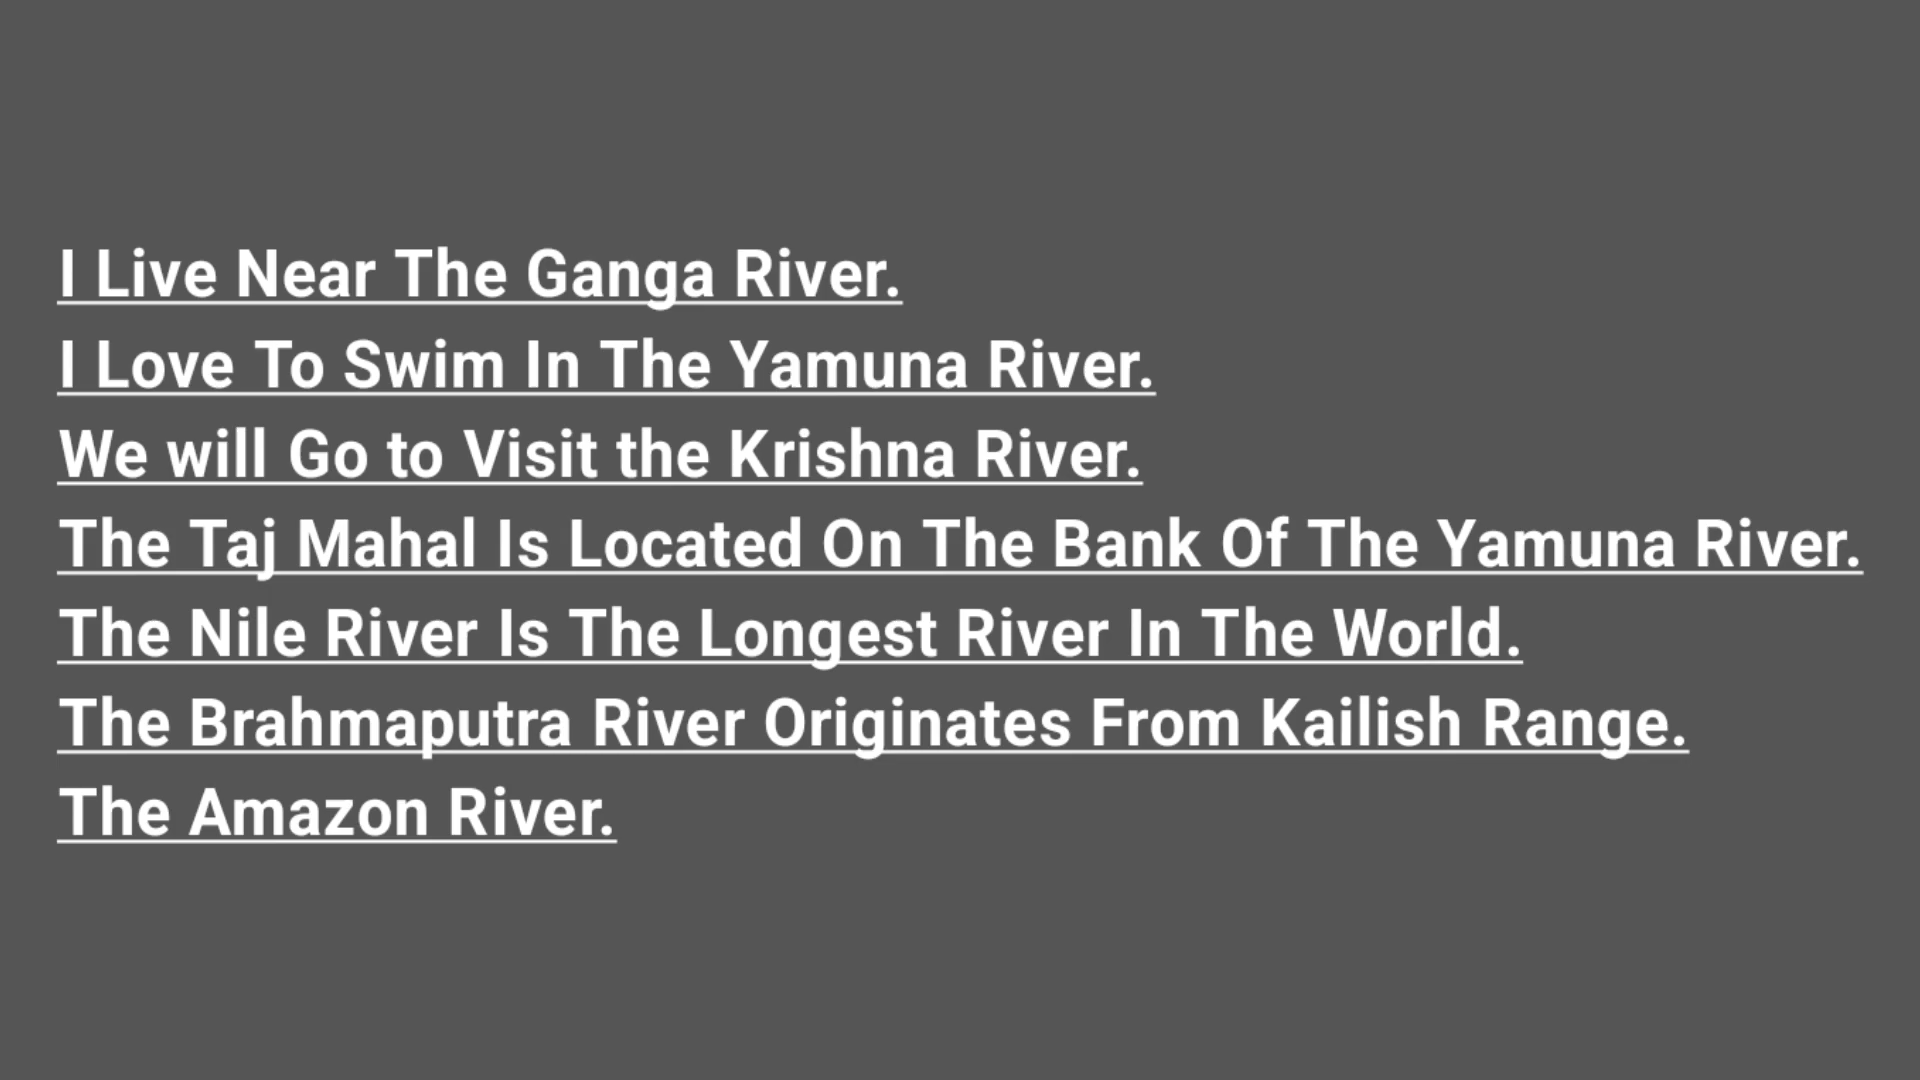 I Live Near The Ganga River.
I Love To Swim In The Yamuna River.
We will Go to Visit the Krishna River.
The Taj Mahal Is Located On The Bank Of The Yamuna River.
The Nile River Is The Longest River In The World.
The Brahmaputra River Originates From Kailish Range.
The Amazon River.